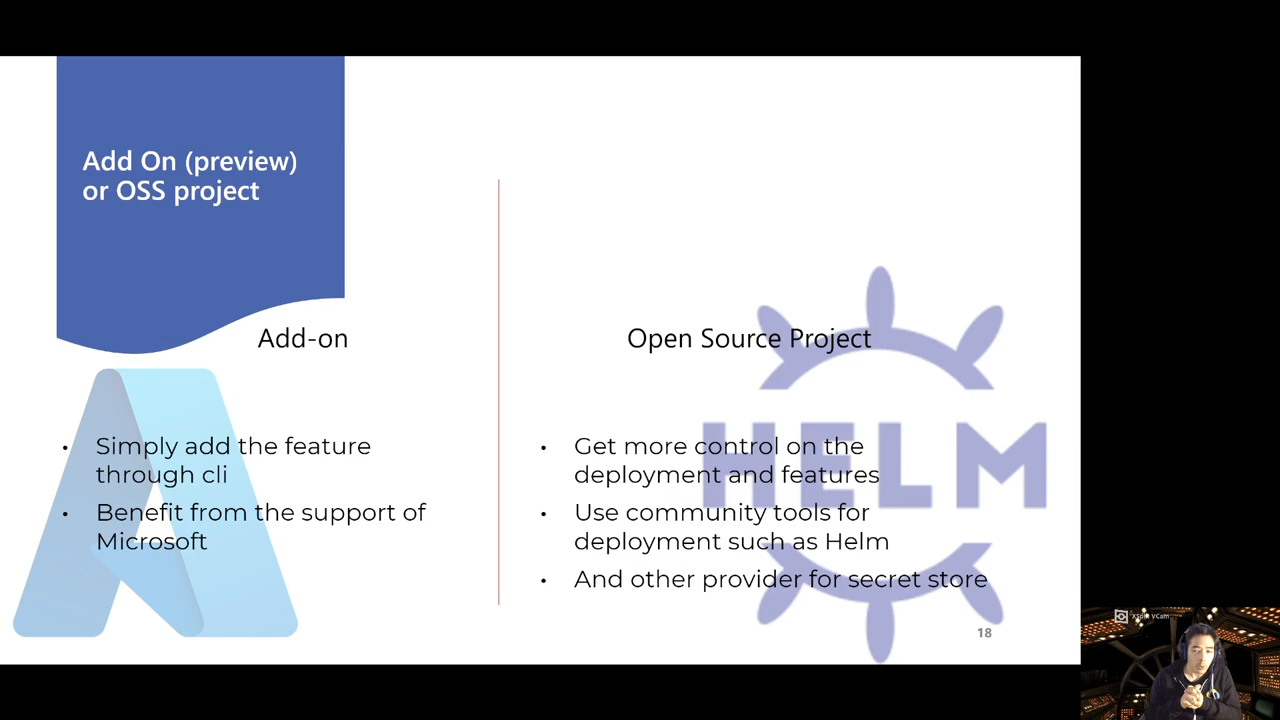 Add On (preview)
or OSS project
Add-on
• Simply add the feature
through cli
• Benefit from the support of
Microsoft
Open Source Project
HELM
• Get more control on the
deployment and features
• Use community tools for
deployment such as Helm
• And other provider for secret store
18
XSplit VCam